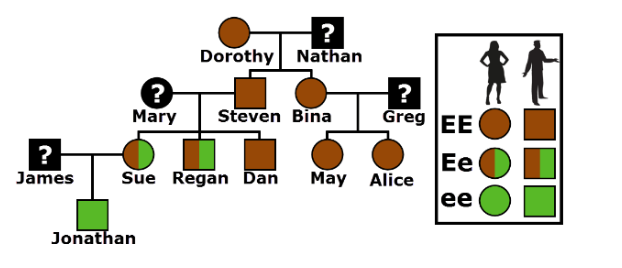 ?
Dorothy Nathan
? ?
Mary Steven Bina Greg
?
James Sue Regan Dan May Alice
Jonathan
EE
Ee
ee